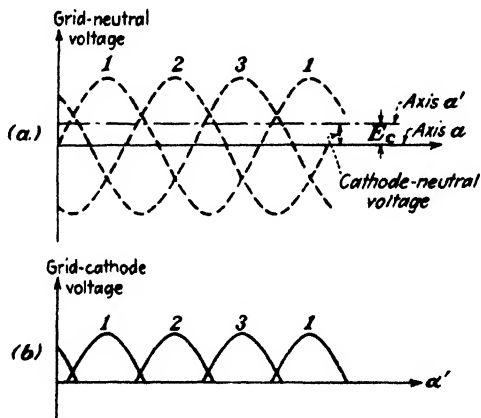 Grid-neutral
voltage
1 2 3 1
Axis α'
(a)
E_c
Axis α
Cathode-neutral
voltage
Grid-cathode
voltage
1 2 3 1
(b)
α'